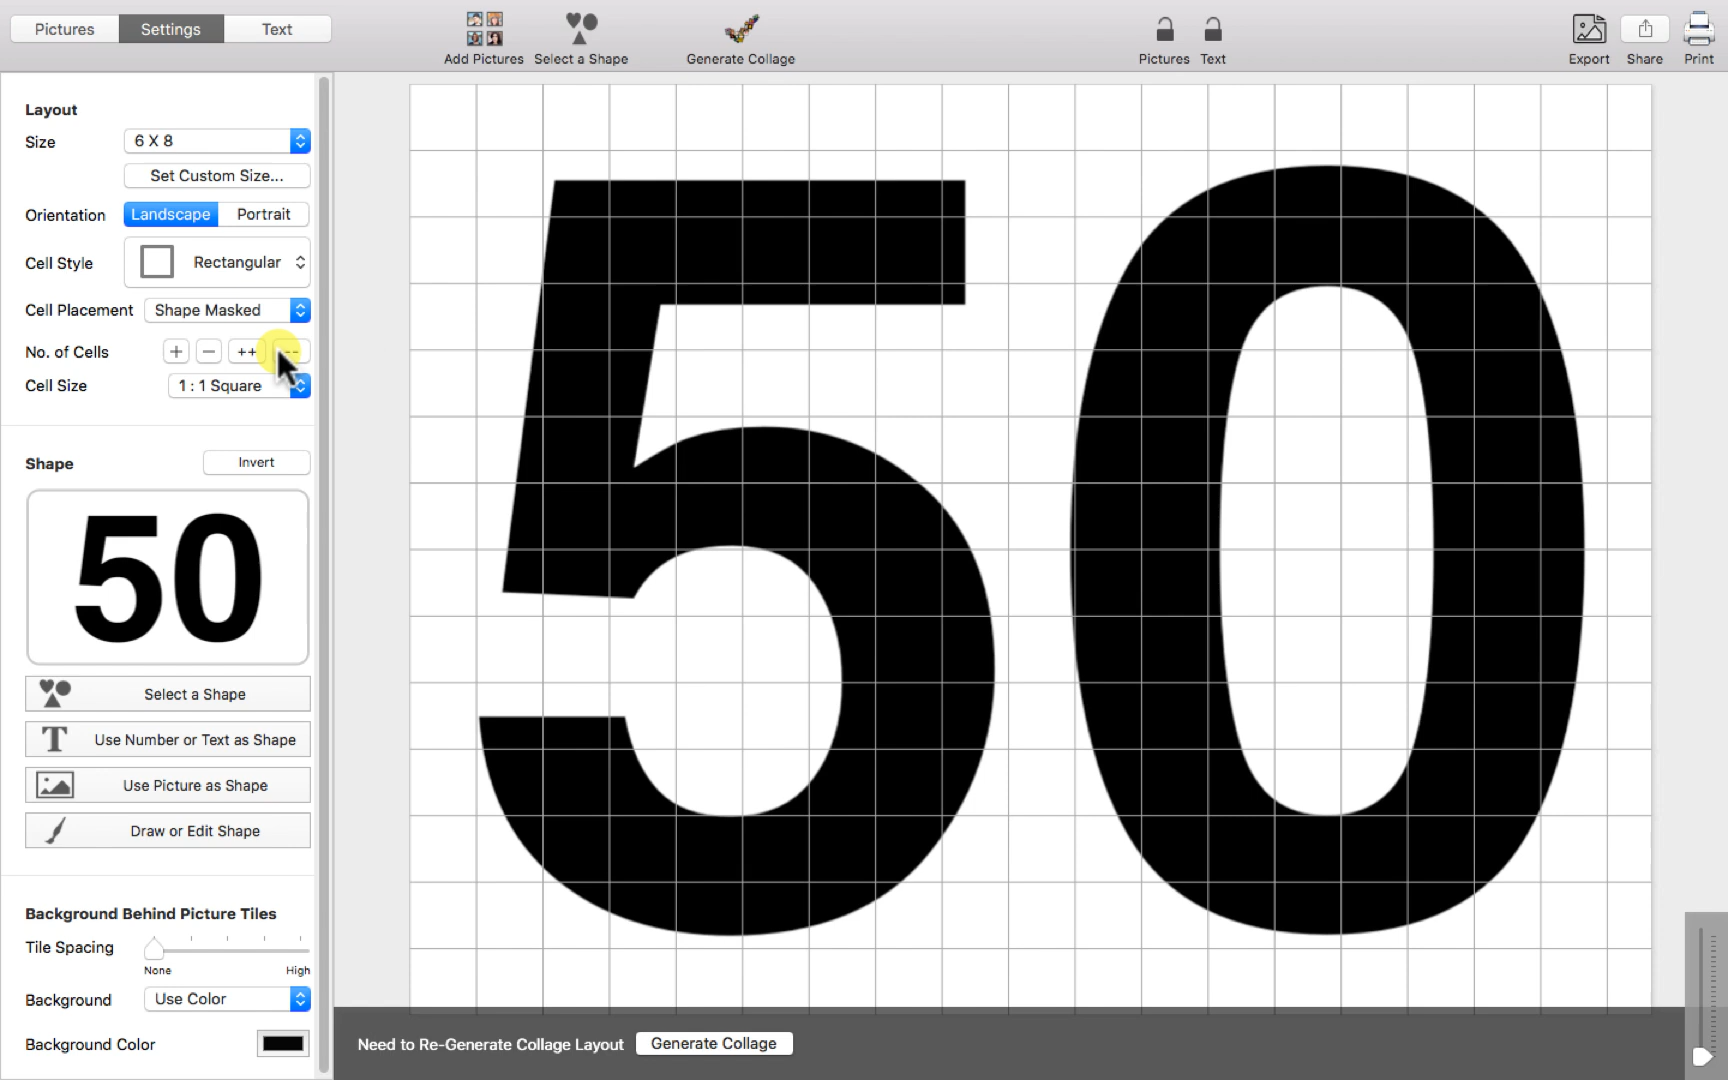 Pictures Settings Text
Add Pictures Select a Shape Generate Collage Pictures Text Export Share Print
Layout
Size 6 X 8
Set Custom Size...
Orientation Landscape Portrait
Cell Style Rectangular
Cell Placement Shape Masked
No. of Cells + - ++ --
Cell Size 1 : 1 Square
Shape Invert
50
Select a Shape
T Use Number or Text as Shape
Use Picture as Shape
Draw or Edit Shape
Background Behind Picture Tiles
Tile Spacing
None High
Background Use Color
Background Color
50
Need to Re-Generate Collage Layout Generate Collage